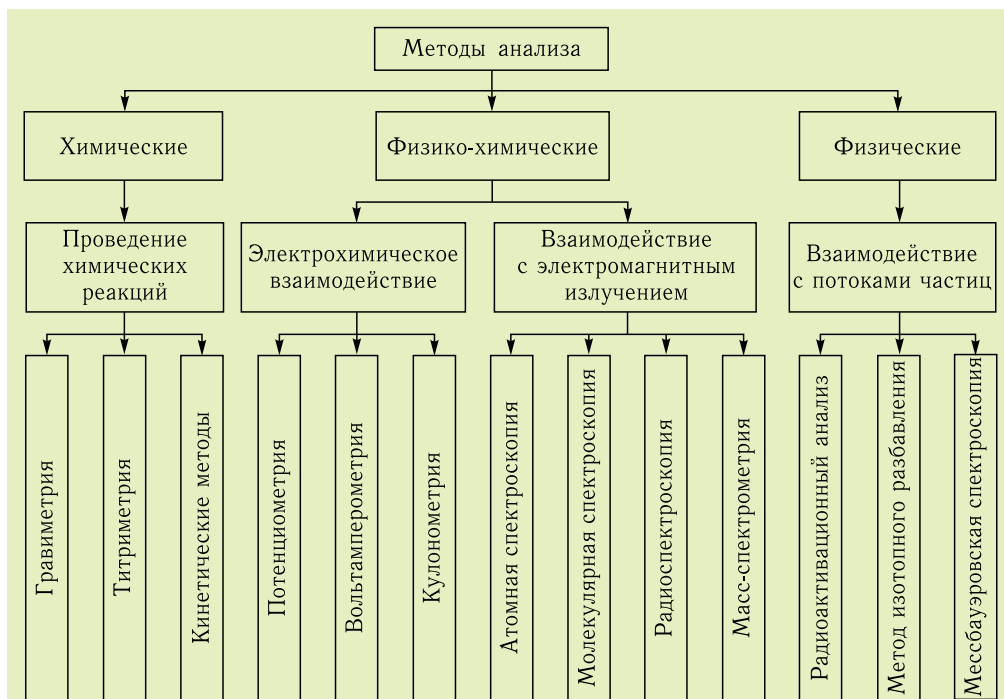 Методы анализа
Химические
Физико-химические
Физические
Проведение
химических
реакций
Электрохимическое
взаимодействие
Взаимодействие
с электромагнитным
излучением
Взаимодействие
с потоками частиц
Гравиметрия
Титриметрия
Кинетические методы
Потенциометрия
Вольтамперометрия
Кулонометрия
Атомная спектроскопия
Молекулярная спектроскопия
Радиоспектроскопия
Масс-спектрометрия
Радиоактивационный анализ
Метод изотопного разбавления
Мессбауэровская спектроскопия